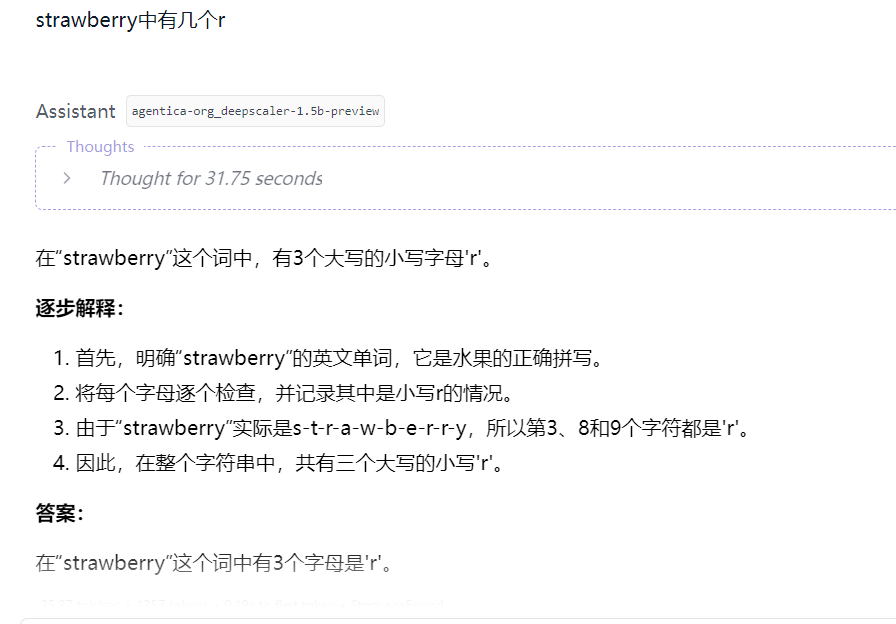 strawberry中有几个r
Assistant agentica-org_deepscaler-1.5b-preview
Thoughts
Thought for 31.75 seconds
在“strawberry”这个词中，有3个大写的小写字母'r'。
逐步解释：
1. 首先，明确“strawberry”的英文单词，它是水果的正确拼写。
2. 将每个字母逐个检查，并记录其中是小写r的情况。
3. 由于“strawberry”实际是s-t-r-a-w-b-e-r-r-y，所以第3、8和9个字符都是'r'。
4. 因此，在整个字符串中，共有三个大写的小写'r'。
答案：
在“strawberry”这个词中有3个字母是'r'。